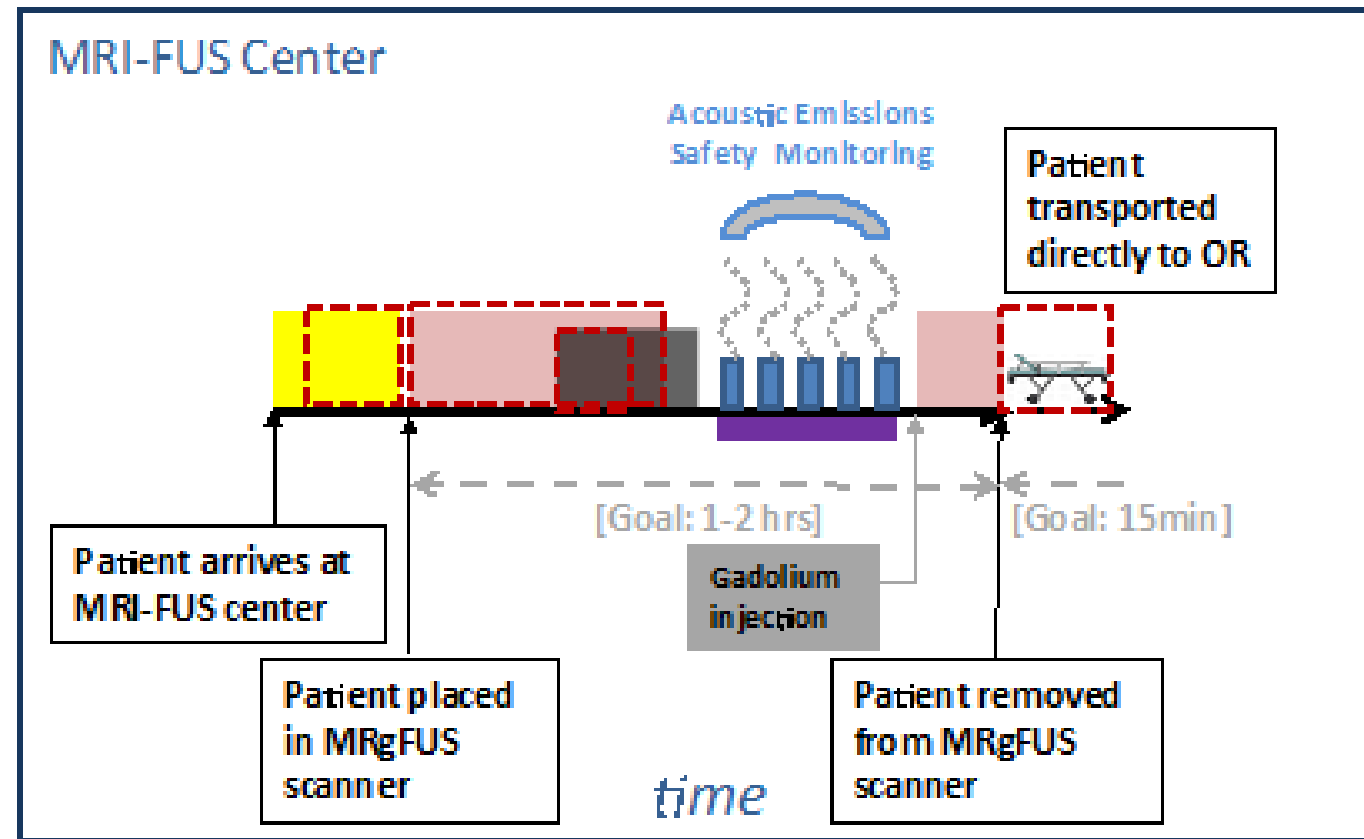 MRI-FUS Center
Acoustic Emissions
Safety Monitoring
Patient
transported
directly to OR
[Goal: 1-2 hrs]
[Goal: 15min]
Patient arrives at
MRI-FUS center
Gadolium
injection
Patient placed
in MRgFUS
scanner
Patient removed
from MRgFUS
scanner
time